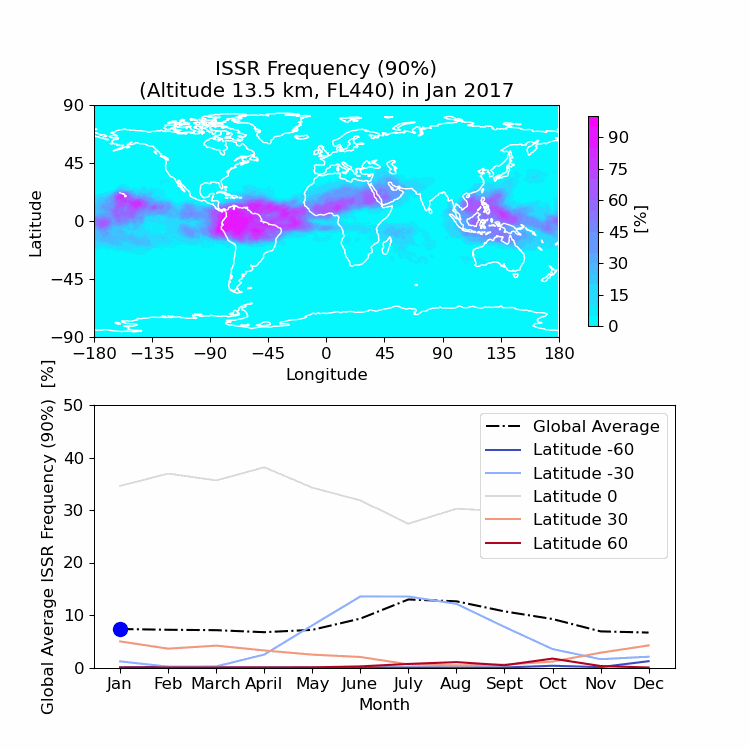 ISSR Frequency (90%)
(Altitude 13.5 km, FL440) in Jan 2017
90
45
0
−45
−90
Latitude
−180 −135 −90 −45 0 45 90 135 180
Longitude
90
75
60
45
30
15
0
[%]
50
40
30
20
10
0
Global Average ISSR Frequency (90%) [%]
Global Average
Latitude -60
Latitude -30
Latitude 0
Latitude 30
Latitude 60
Jan Feb March April May June July Aug Sept Oct Nov Dec
Month